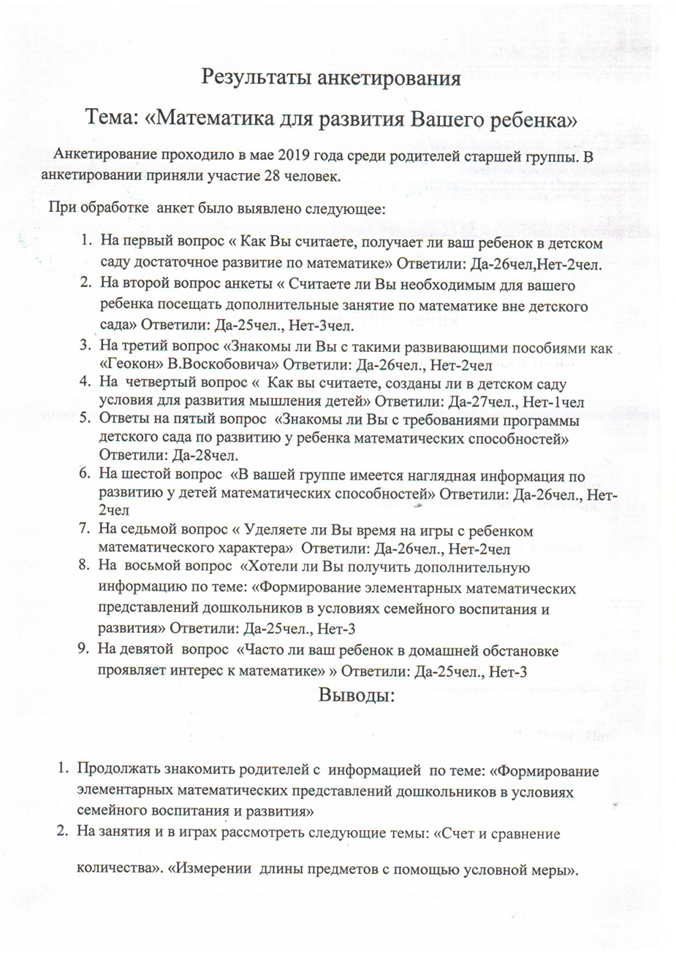 Результаты анкетирования
Тема: «Математика для развития Вашего ребенка»
Анкетирование проходило в мае 2019 года среди родителей старшей группы. В
анкетировании приняли участие 28 человек.
При обработке анкет было выявлено следующее:
1. На первый вопрос « Как Вы считаете, получает ли ваш ребенок в детском
саду достаточное развитие по математике» Ответили: Да-26чел,Нет-2чел.
2. На второй вопрос анкеты « Считаете ли Вы необходимым для вашего
ребенка посещать дополнительные занятие по математике вне детского
сада» Ответили: Да-25чел., Нет-3чел.
3. На третий вопрос «Знакомы ли Вы с такими развивающими пособиями как
«Геокон» В.Воскобовича» Ответили: Да-26чел., Нет-2чел
4. На четвертый вопрос « Как вы считаете, созданы ли в детском саду
условия для развития мышления детей» Ответили: Да-27чел., Нет-1чел
5. Ответы на пятый вопрос «Знакомы ли Вы с требованиями программы
детского сада по развитию у ребенка математических способностей»
Ответили: Да-28чел.
6. На шестой вопрос «В вашей группе имеется наглядная информация по
развитию у детей математических способностей» Ответили: Да-26чел., Нет-
2чел
7. На седьмой вопрос « Уделяете ли Вы время на игры с ребенком
математического характера» Ответили: Да-26чел., Нет-2чел
8. На восьмой вопрос «Хотели ли Вы получить дополнительную
информацию по теме: «Формирование элементарных математических
представлений дошкольников в условиях семейного воспитания и
развития» Ответили: Да-25чел., Нет-3
9. На девятой вопрос «Часто ли ваш ребенок в домашней обстановке
проявляет интерес к математике» » Ответили: Да-25чел., Нет-3
Выводы:
1. Продолжать знакомить родителей с информацией по теме: «Формирование
элементарных математических представлений дошкольников в условиях
семейного воспитания и развития»
2. На занятия и в играх рассмотреть следующие темы: «Счет и сравнение
количества». «Измерении длины предметов с помощью условной меры».